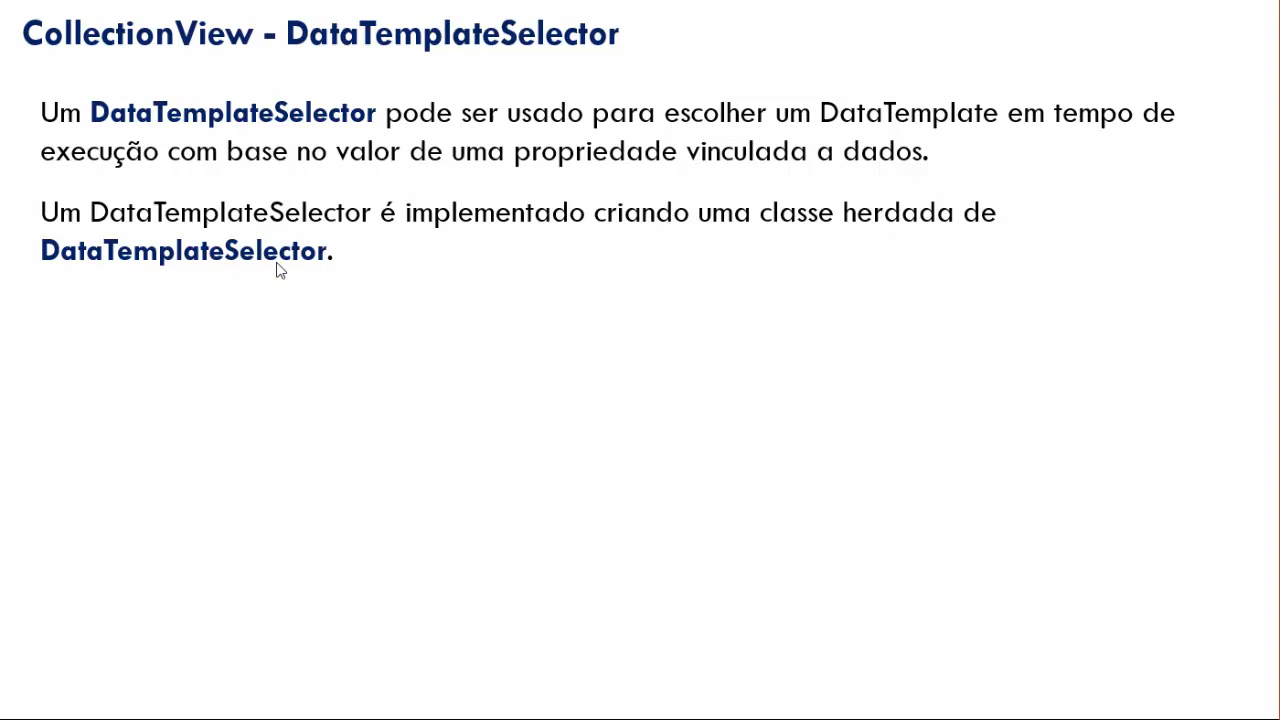 CollectionView - DataTemplateSelector
Um DataTemplateSelector pode ser usado para escolher um DataTemplate em tempo de
execução com base no valor de uma propriedade vinculada a dados.
Um DataTemplateSelector é implementado criando uma classe herdada de
DataTemplateSelector.